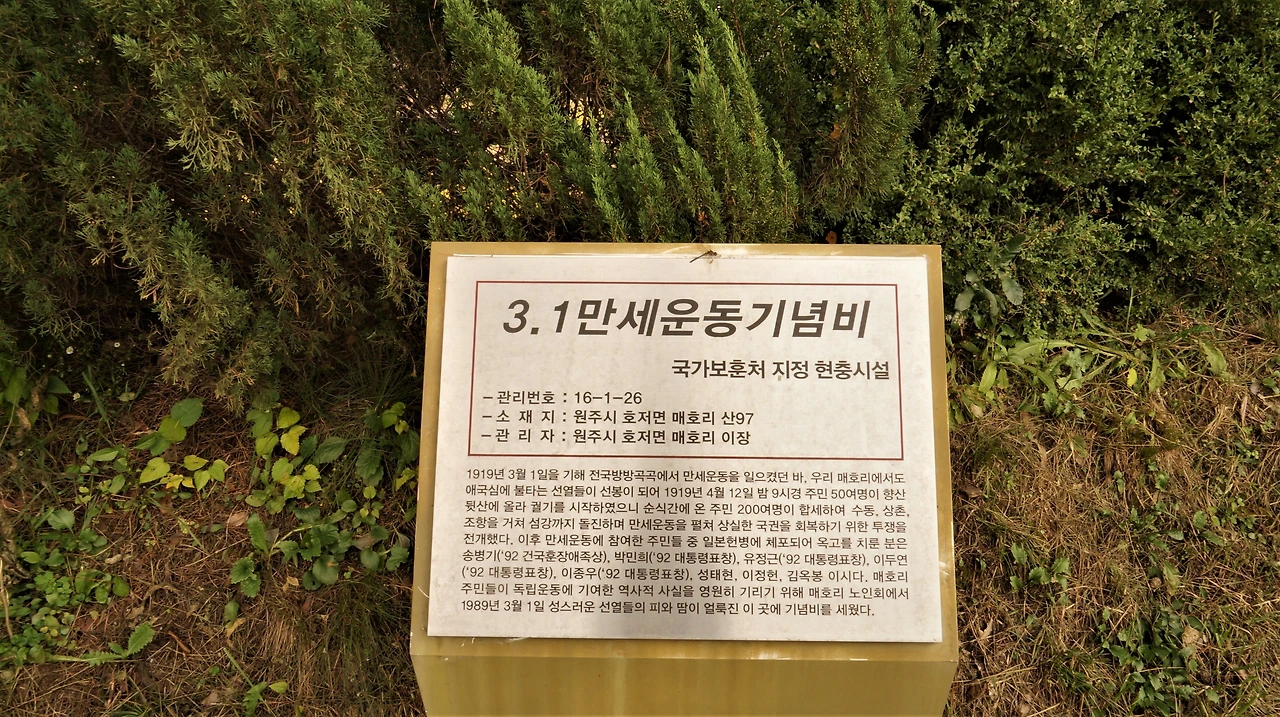 3.1만세운동기념비
국가보훈처 지정 현충시설
– 관리번호 : 16–1–26
– 소 재 지 : 원주시 호저면 매호리 산97
– 관 리 자 : 원주시 호저면 매호리 이장
1919년 3월 1일을 기해 전국방방곡곡에서 만세운동을 일으켰던 바, 우리 매호리에서도
애국심에 불타는 선열들이 선봉이 되어 1919년 4월 12일 밤 9시경 주민 50여명이 향산
뒷산에 올라 궐기를 시작하였으니 순식간에 온 주민 200여명이 합세하여 수동, 상촌,
조항을 거쳐 섬강까지 돌진하며 만세운동을 펼쳐 상실한 국권을 회복하기 위한 투쟁을
전개했다. 이후 만세운동에 참여한 주민들 중 일본헌병에 체포되어 옥고를 치룬 분은
송병기('92 건국훈장애족상), 박민희('92 대통령표창), 유정근('92 대통령표창), 이두연
('92 대통령표창), 이종우('92 대통령표창), 성태현, 이정헌, 김옥봉 이시다. 매호리
주민들이 독립운동에 기여한 역사적 사실을 영원히 기리기 위해 매호리 노인회에서
1989년 3월 1일 성스러운 선열들의 피와 땀이 얼룩진 이 곳에 기념비를 세웠다.